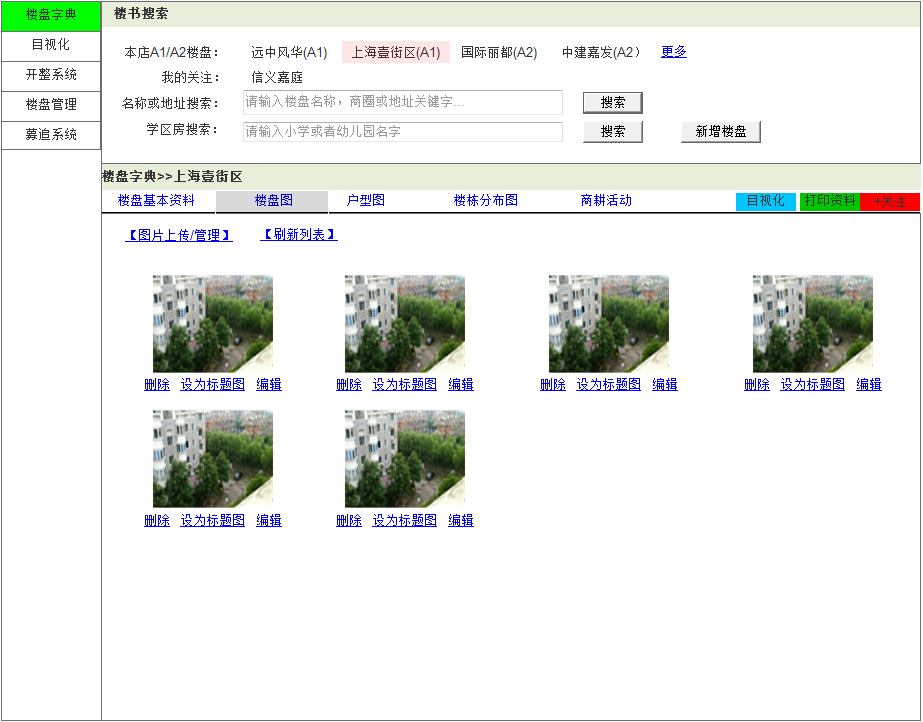 楼盘字典
目视化
开整系统
楼盘管理
募追系统
楼书搜索
本店A1/A2楼盘： 远中风华(A1) 上海壹街区(A1) 国际丽都(A2) 中建嘉发(A2） 更多
我的关注： 信义嘉庭
名称或地址搜索： 请输入楼盘名称，商圈或地址关键字... 搜索
学区房搜索： 请输入小学或者幼儿园名字 搜索 新增楼盘
楼盘字典>>上海壹街区
楼盘基本资料 楼盘图 户型图 楼栋分布图 商耕活动 目视化 打印资料 +关注
【图片上传/管理】 【刷新列表】
删除 设为标题图 编辑 删除 设为标题图 编辑 删除 设为标题图 编辑 删除 设为标题图 编辑
删除 设为标题图 编辑 删除 设为标题图 编辑